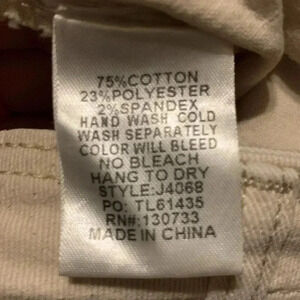 75%COTTON
23%POLYESTER
2%SPANDEX
HAND WASH COLD
WASH SEPARATELY
COLOR WILL BLEED
NO BLEACH
HANG TO DRY
STYLE:J4068
PO: TL61435
RN#:130733
MADE IN CHINA